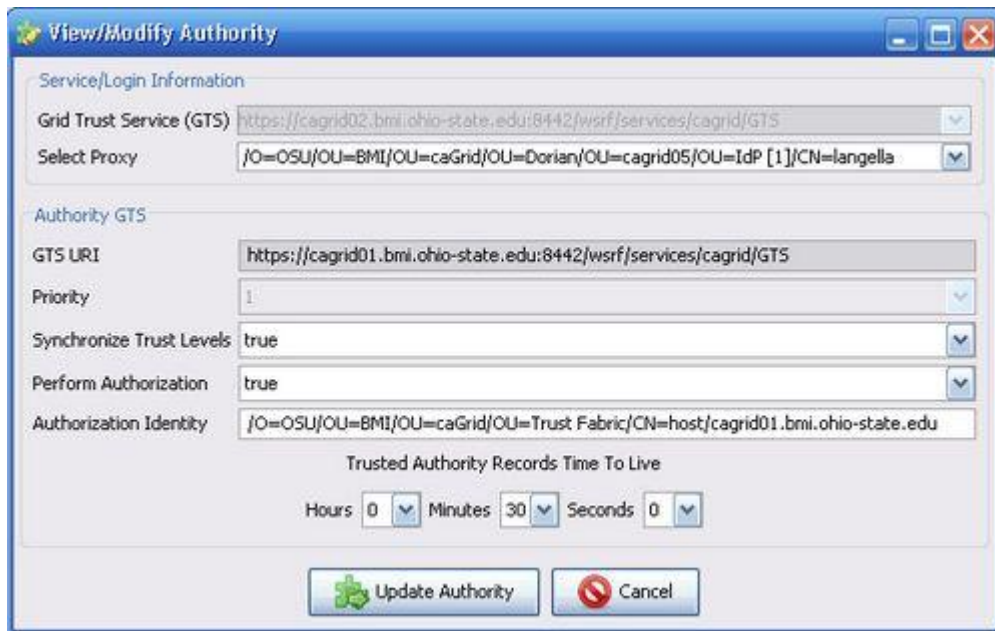 View/Modify Authority
Service/Login Information
Grid Trust Service (GTS) https://cagrid02.bmi.ohio-state.edu:8442/wsrf/services/cagrid/GTS
Select Proxy /O=OSU/OU=BMI/OU=caGrid/OU=Dorian/OU=cagrid05/OU=IdP [1]/CN=langella
Authority GTS
GTS URI https://cagrid01.bmi.ohio-state.edu:8442/wsrf/services/cagrid/GTS
Priority 1
Synchronize Trust Levels true
Perform Authorization true
Authorization Identity /O=OSU/OU=BMI/OU=caGrid/OU=Trust Fabric/CN=host/cagrid01.bmi.ohio-state.edu
Trusted Authority Records Time To Live
Hours 0 Minutes 30 Seconds 0
Update Authority Cancel